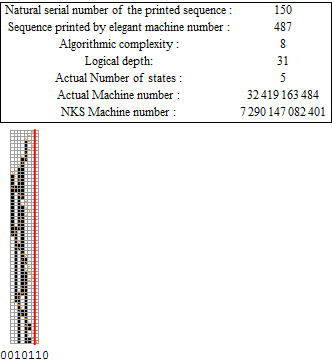 Natural serial number of the printed sequence : 150
Sequence printed by elegant machine number : 487
Algorithmic complexity : 8
Logical depth: 31
Actual Number of states : 5
Actual Machine number : 32 419 163 484
NKS Machine number : 7 290 147 082 401
0010110